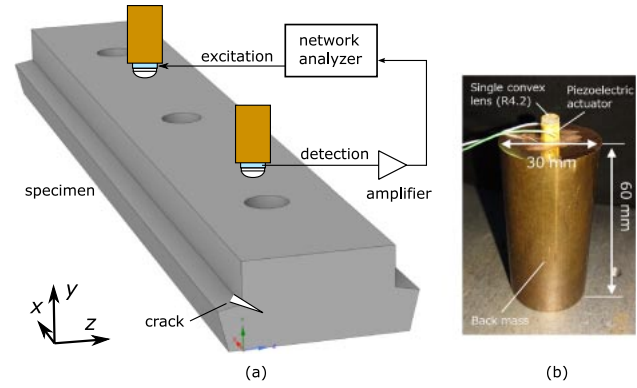 excitation
network
analyzer
detection
amplifier
specimen
crack
x
y
z
(a)
Single convex
lens (R4.2)
Piezoelectric
actuator
30 mm
60 mm
Back mass
(b)